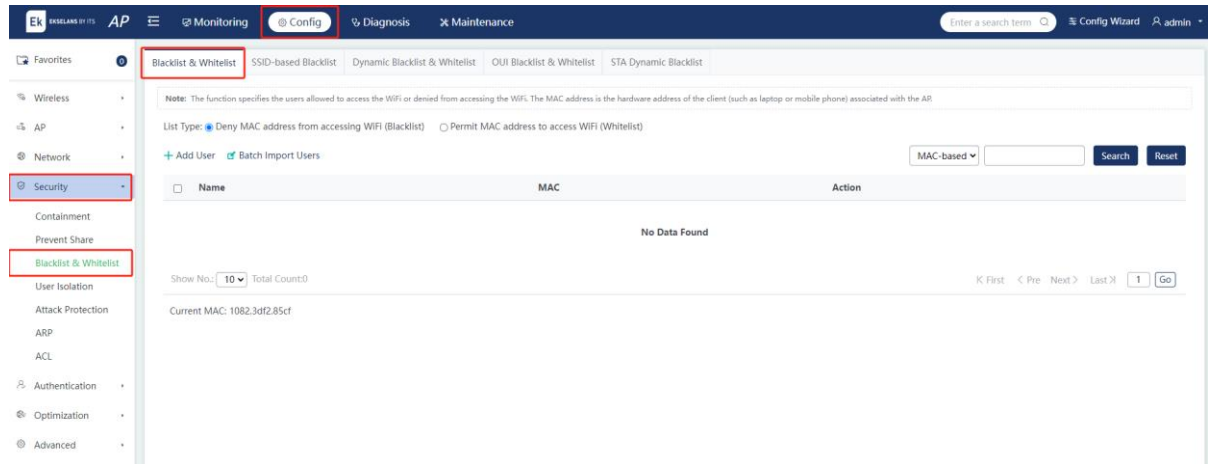 Ek EKSELANS BY ITS AP Monitoring Config Diagnosis Maintenance Enter a search term Config Wizard admin
Favorites 0
Wireless
AP
Network
Security
Containment
Prevent Share
Blacklist & Whitelist
User Isolation
Attack Protection
ARP
ACL
Authentication
Optimization
Advanced
Blacklist & Whitelist SSID-based Blacklist Dynamic Blacklist & Whitelist OUI Blacklist & Whitelist STA Dynamic Blacklist
Note: The function specifies the users allowed to access the WiFi or denied from accessing the WiFi. The MAC address is the hardware address of the client (such as laptop or mobile phone) associated with the AP.
List Type: Deny MAC address from accessing WiFi (Blacklist) Permit MAC address to access WiFi (Whitelist)
+ Add User Batch Import Users MAC-based Search Reset
Name MAC Action
No Data Found
Show No.: 10 Total Count:0 First Pre Next Last 1 Go
Current MAC: 1082.3df2.85cf